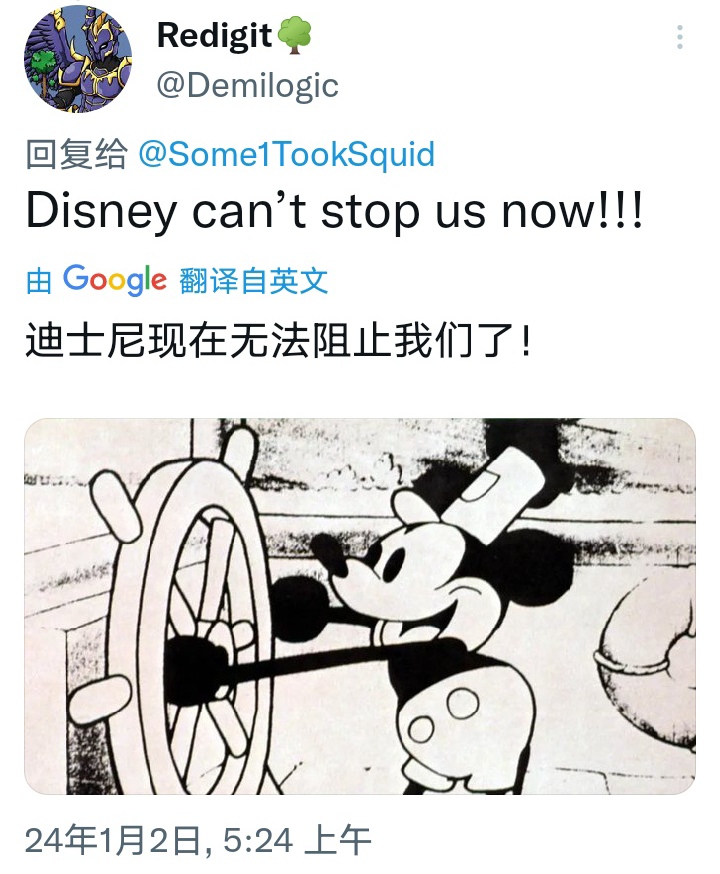 Redigit🌳
@Demilogic
回复给 @Some1TookSquid
Disney can’t stop us now!!!
由 Google 翻译自英文
迪士尼现在无法阻止我们了!
24年1月2日, 5:24 上午